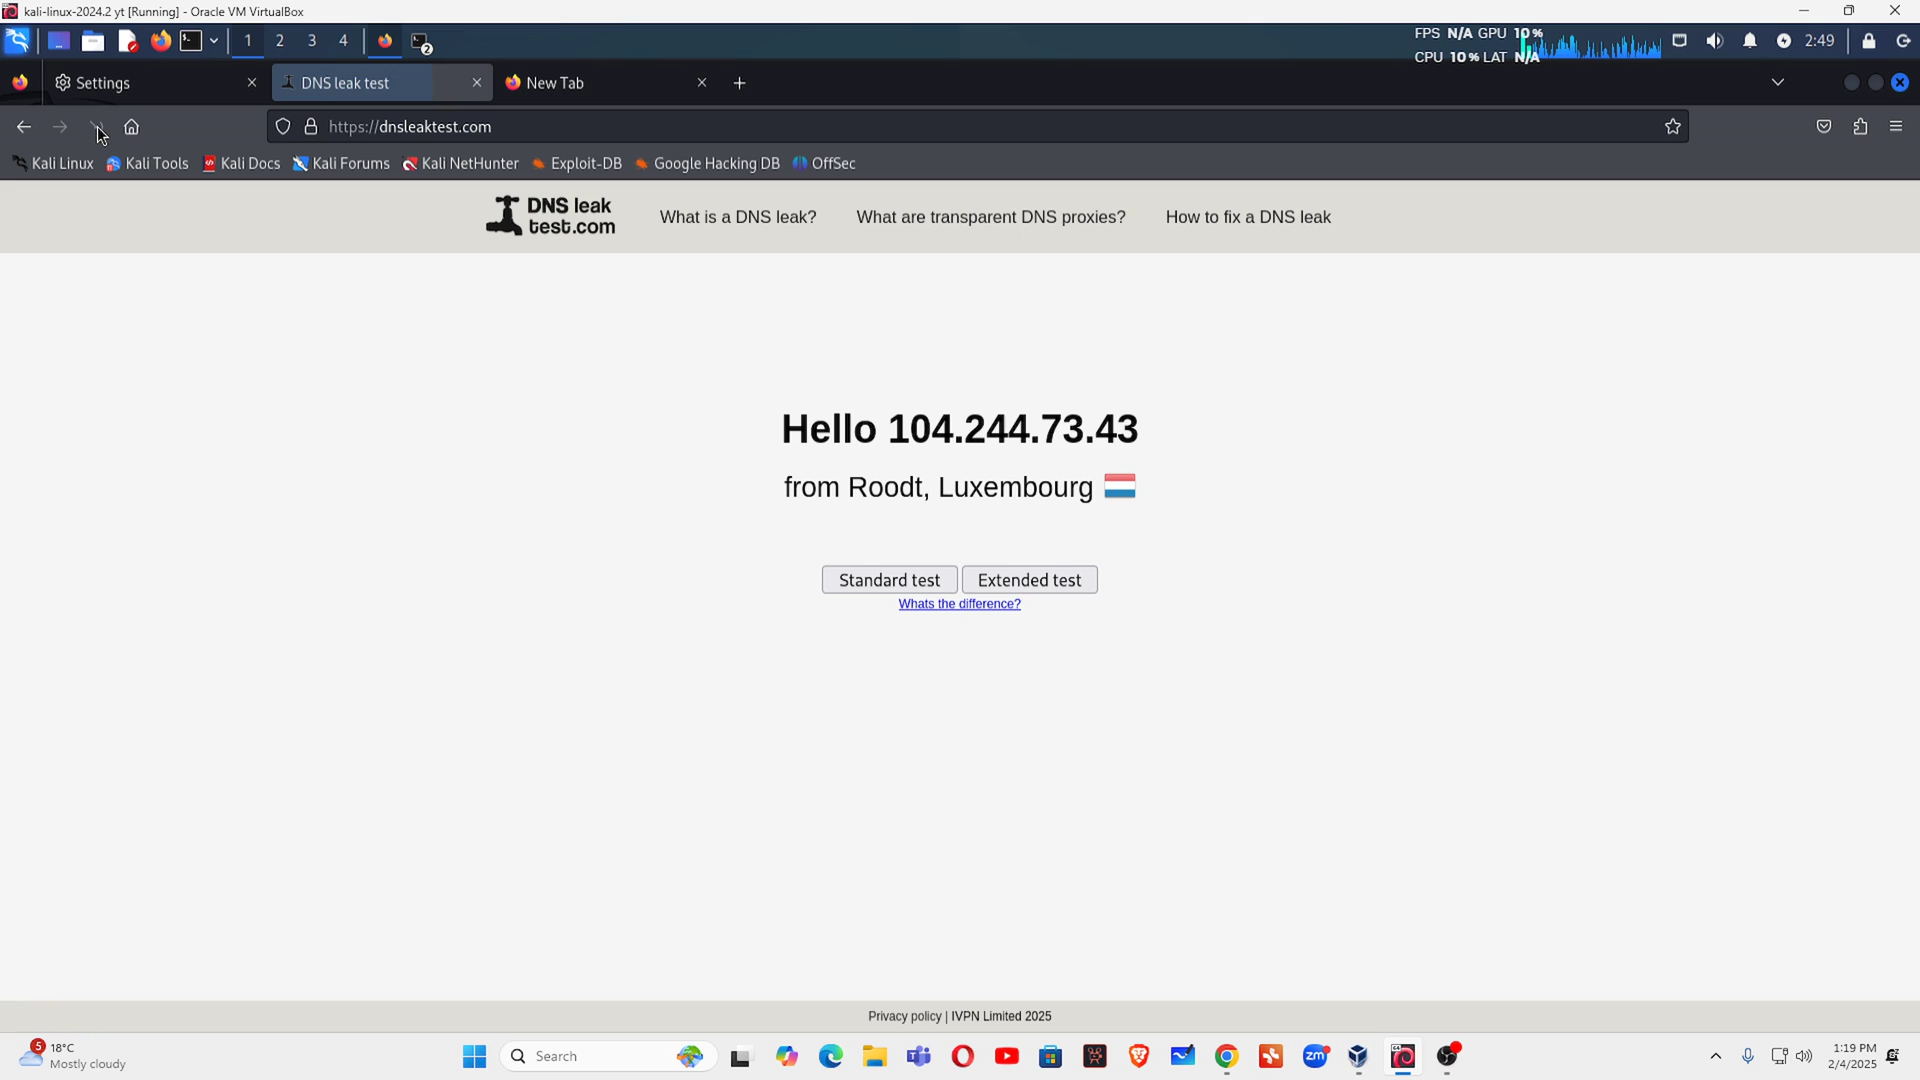 kali-linux-2024.2 yt [Running] - Oracle VM VirtualBox
1 2 3 4 2
FPS N/A GPU 10%
CPU 10% LAT N/A
2:49
Settings
DNS leak test
New Tab
https://dnsleaktest.com
Kali Linux Kali Tools Kali Docs Kali Forums Kali NetHunter Exploit-DB Google Hacking DB OffSec
DNS leak
test.com
What is a DNS leak? What are transparent DNS proxies? How to fix a DNS leak
Hello 104.244.73.43
from Roodt, Luxembourg
Standard test Extended test
Whats the difference?
Privacy policy | IVPN Limited 2025
5
18°C
Mostly cloudy
Search
zm
64
1:19 PM
2/4/2025